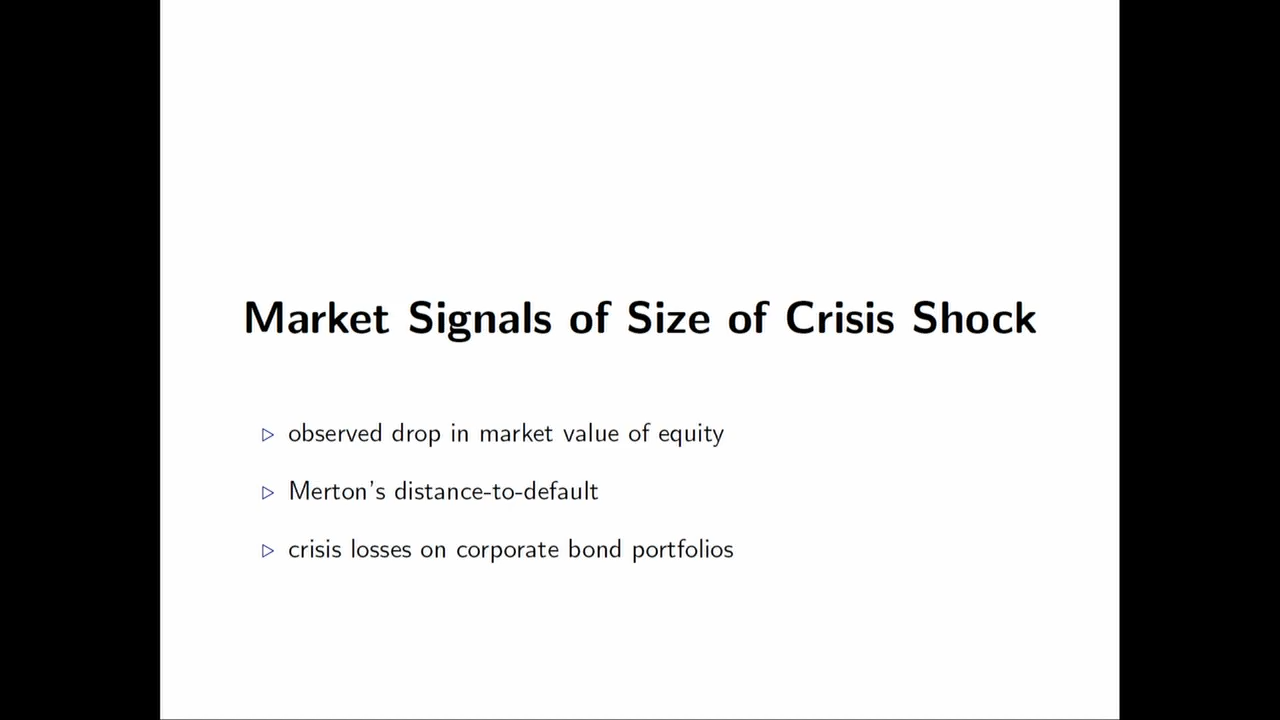 Market Signals of Size of Crisis Shock
▷ observed drop in market value of equity
▷ Merton's distance-to-default
▷ crisis losses on corporate bond portfolios